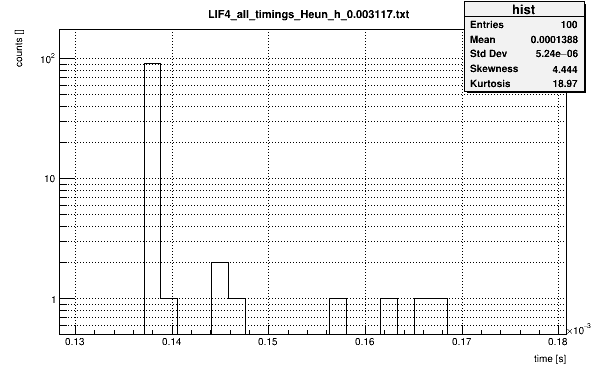 LIF4_all_timings_Heun_h_0.003117.txt
hist
Entries 100
Mean 0.0001388
Std Dev 5.24e−06
Skewness 4.444
Kurtosis 18.97
counts []
10²
10
1
0.13 0.14 0.15 0.16 0.17 0.18
×10⁻³
time [s]